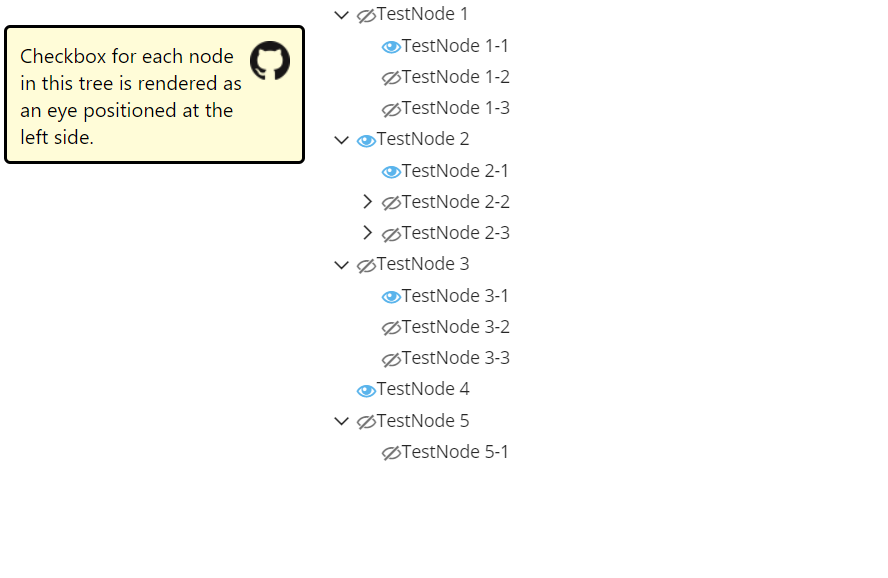 Checkbox for each node
in this tree is rendered as
an eye positioned at the
left side.
TestNode 1
TestNode 1-1
TestNode 1-2
TestNode 1-3
TestNode 2
TestNode 2-1
TestNode 2-2
TestNode 2-3
TestNode 3
TestNode 3-1
TestNode 3-2
TestNode 3-3
TestNode 4
TestNode 5
TestNode 5-1